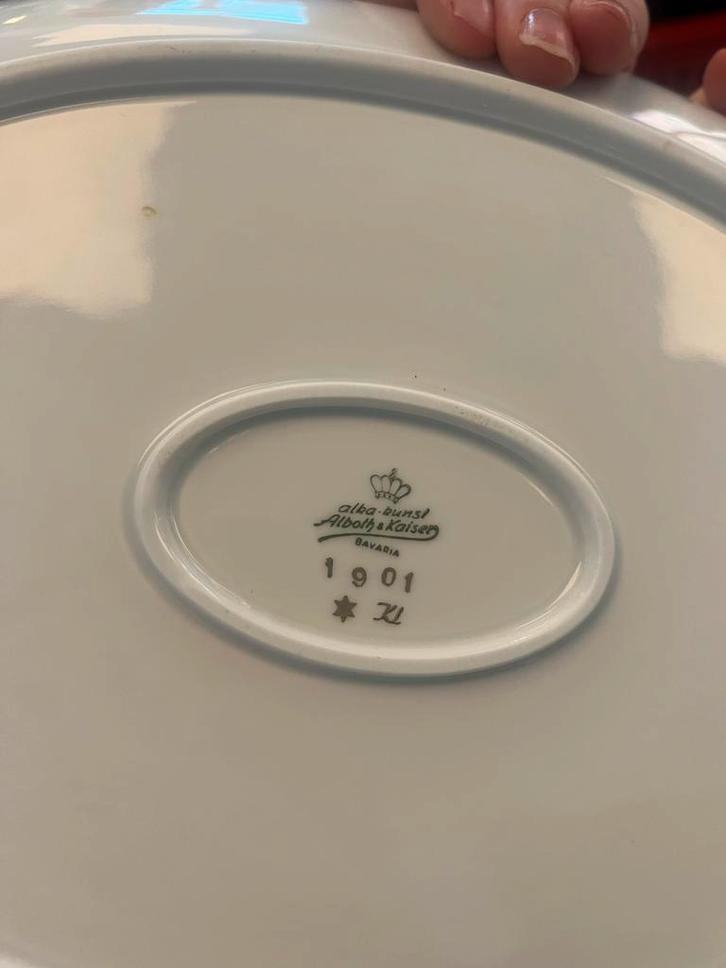 alka-kunst
Alboth & Kaiser
BAVARIA
1901
KL